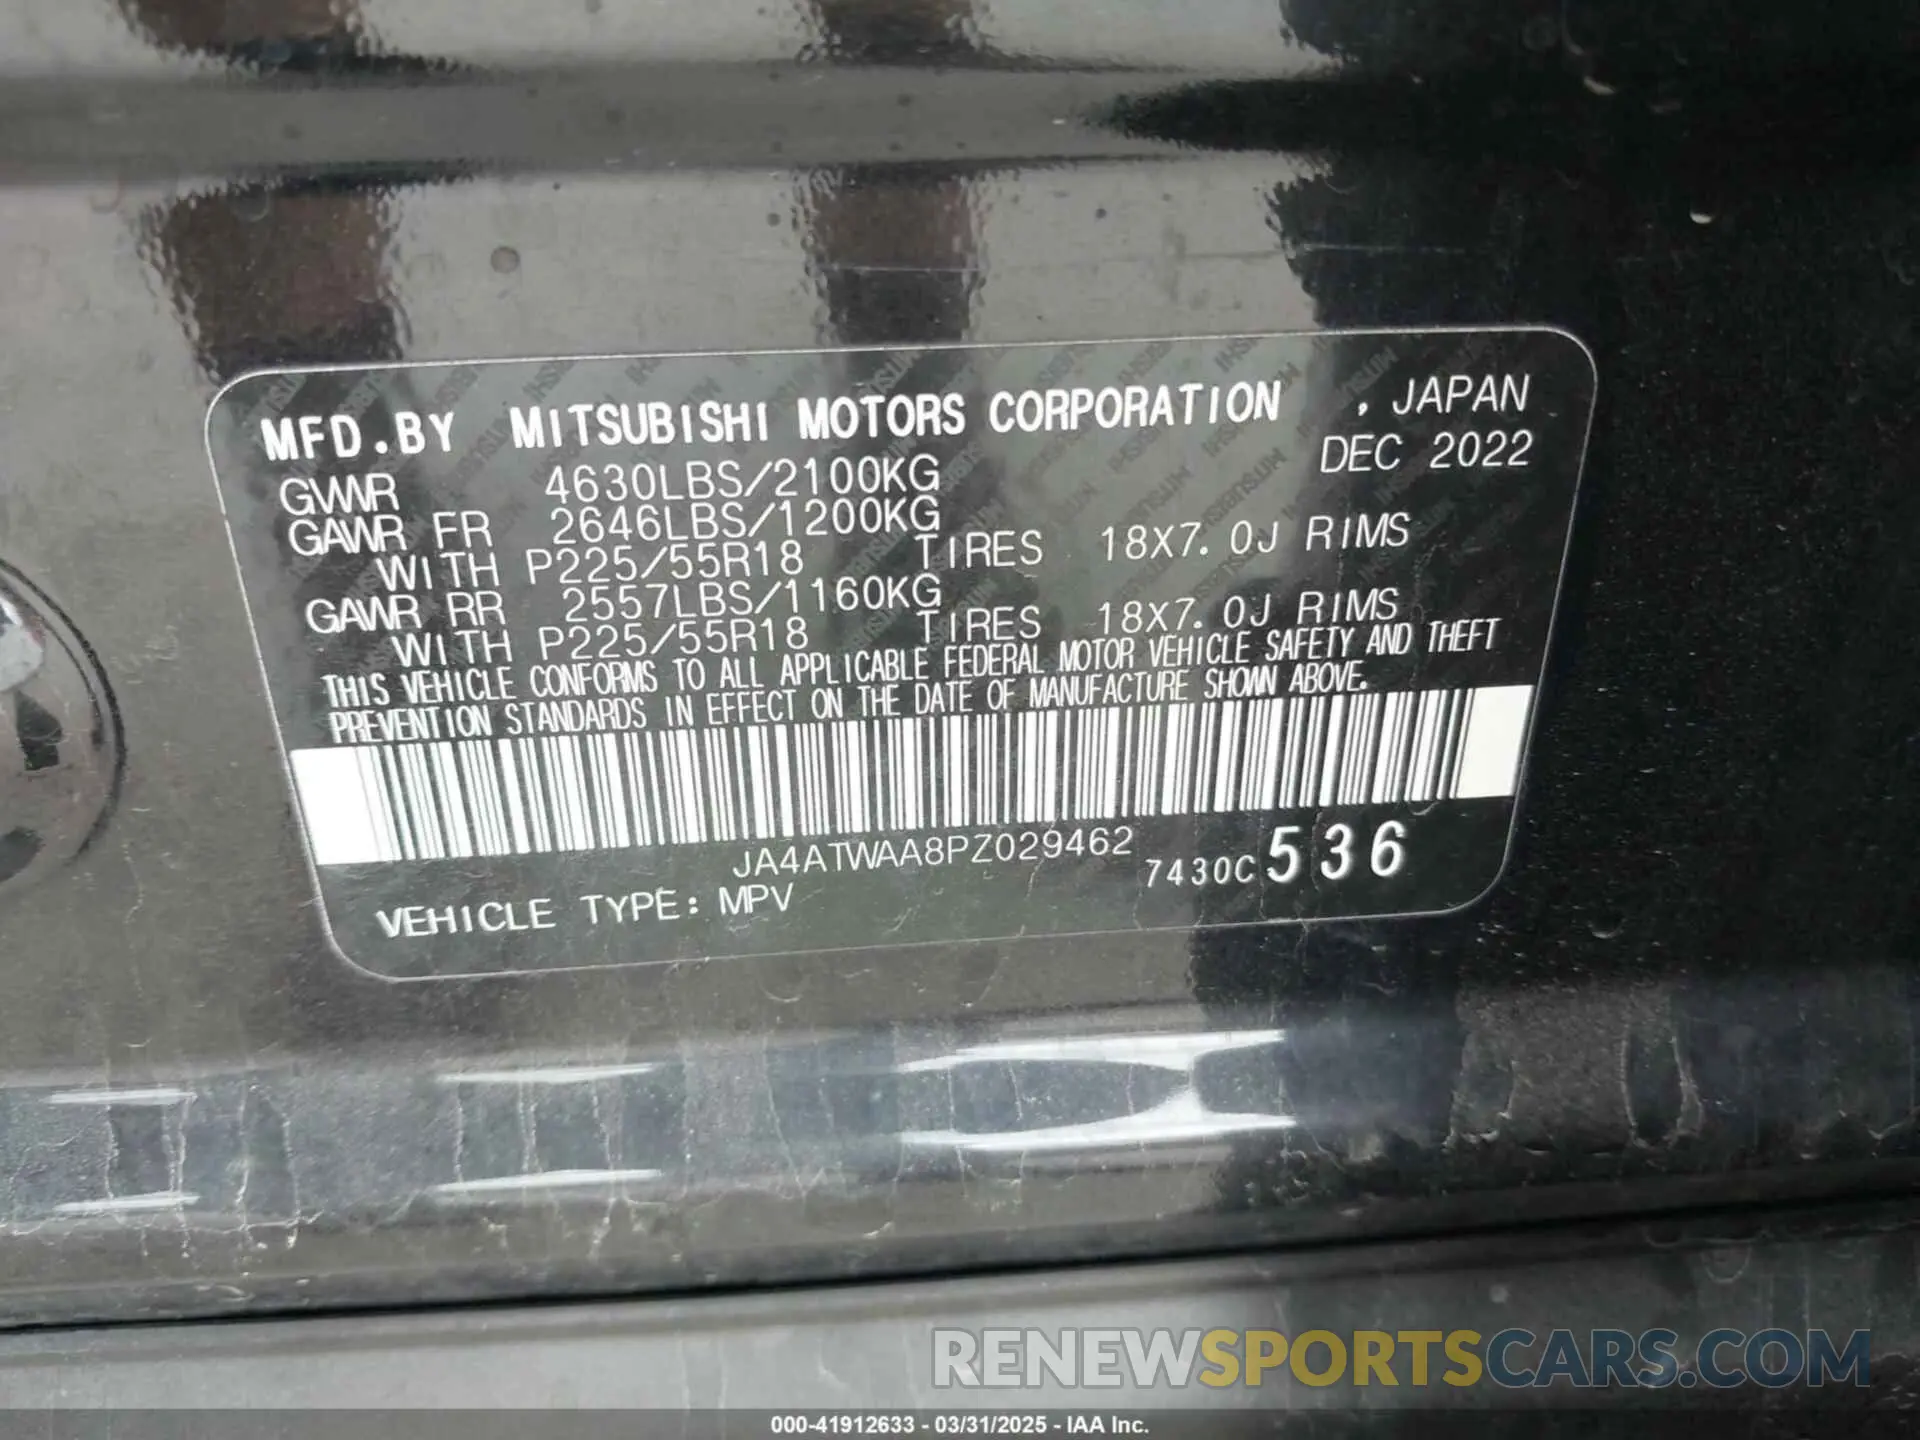 MFD.BY MITSUBISHI MOTORS CORPORATION , JAPAN
GVWR 4630LBS/2100KG DEC 2022
GAWR FR 2646LBS/1200KG
WITH P225/55R18 TIRES 18X7.0J RIMS
GAWR RR 2557LBS/1160KG
WITH P225/55R18 TIRES 18X7.0J RIMS
THIS VEHICLE CONFORMS TO ALL APPLICABLE FEDERAL MOTOR VEHICLE SAFETY AND THEFT
PREVENTION STANDARDS IN EFFECT ON THE DATE OF MANUFACTURE SHOWN ABOVE.
JA4ATWAA8PZ029462 7430C 536
VEHICLE TYPE: MPV
RENEWSPORTSCARS.COM
000-41912633 - 03/31/2025 - IAA Inc.